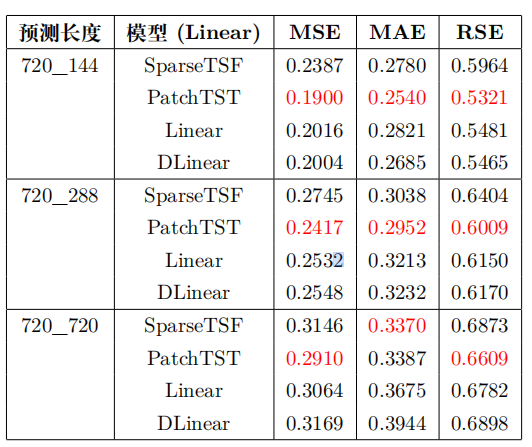 预测长度 模型 (Linear) MSE MAE RSE
720_144 SparseTSF 0.2387 0.2780 0.5964
PatchTST 0.1900 0.2540 0.5321
Linear 0.2016 0.2821 0.5481
DLinear 0.2004 0.2685 0.5465
720_288 SparseTSF 0.2745 0.3038 0.6404
PatchTST 0.2417 0.2952 0.6009
Linear 0.2532 0.3213 0.6150
DLinear 0.2548 0.3232 0.6170
720_720 SparseTSF 0.3146 0.3370 0.6873
PatchTST 0.2910 0.3387 0.6609
Linear 0.3064 0.3675 0.6782
DLinear 0.3169 0.3944 0.6898